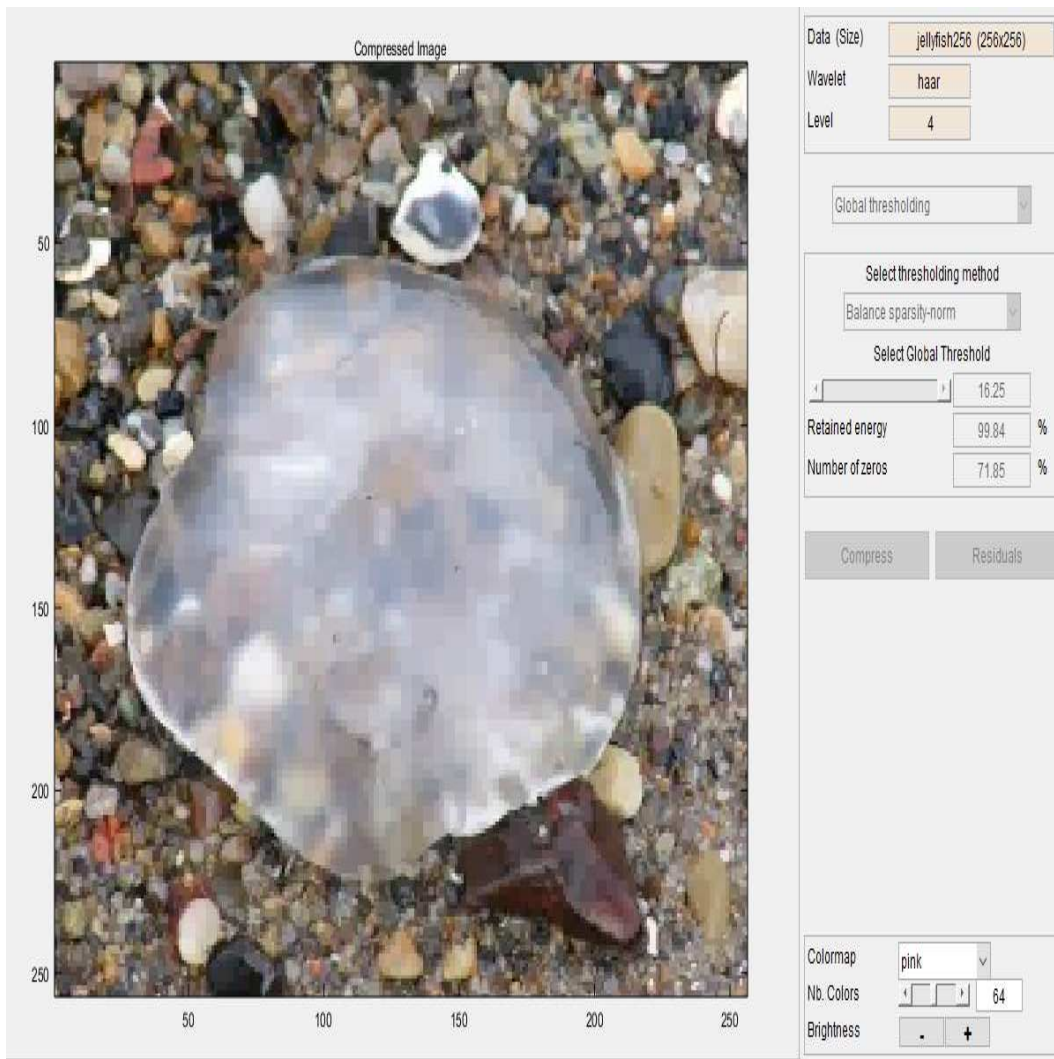 Compressed Image
50
100
150
200
250
50
100
150
200
250
Data (Size)
jellyfish256 (256x256)
Wavelet
haar
Level
4
Global thresholding
Select thresholding method
Balance sparsity-norm
Select Global Threshold
16.25
Retained energy
99.84
%
Number of zeros
71.85
%
Compress
Residuals
Colormap
pink
Nb. Colors
64
Brightness
-
+